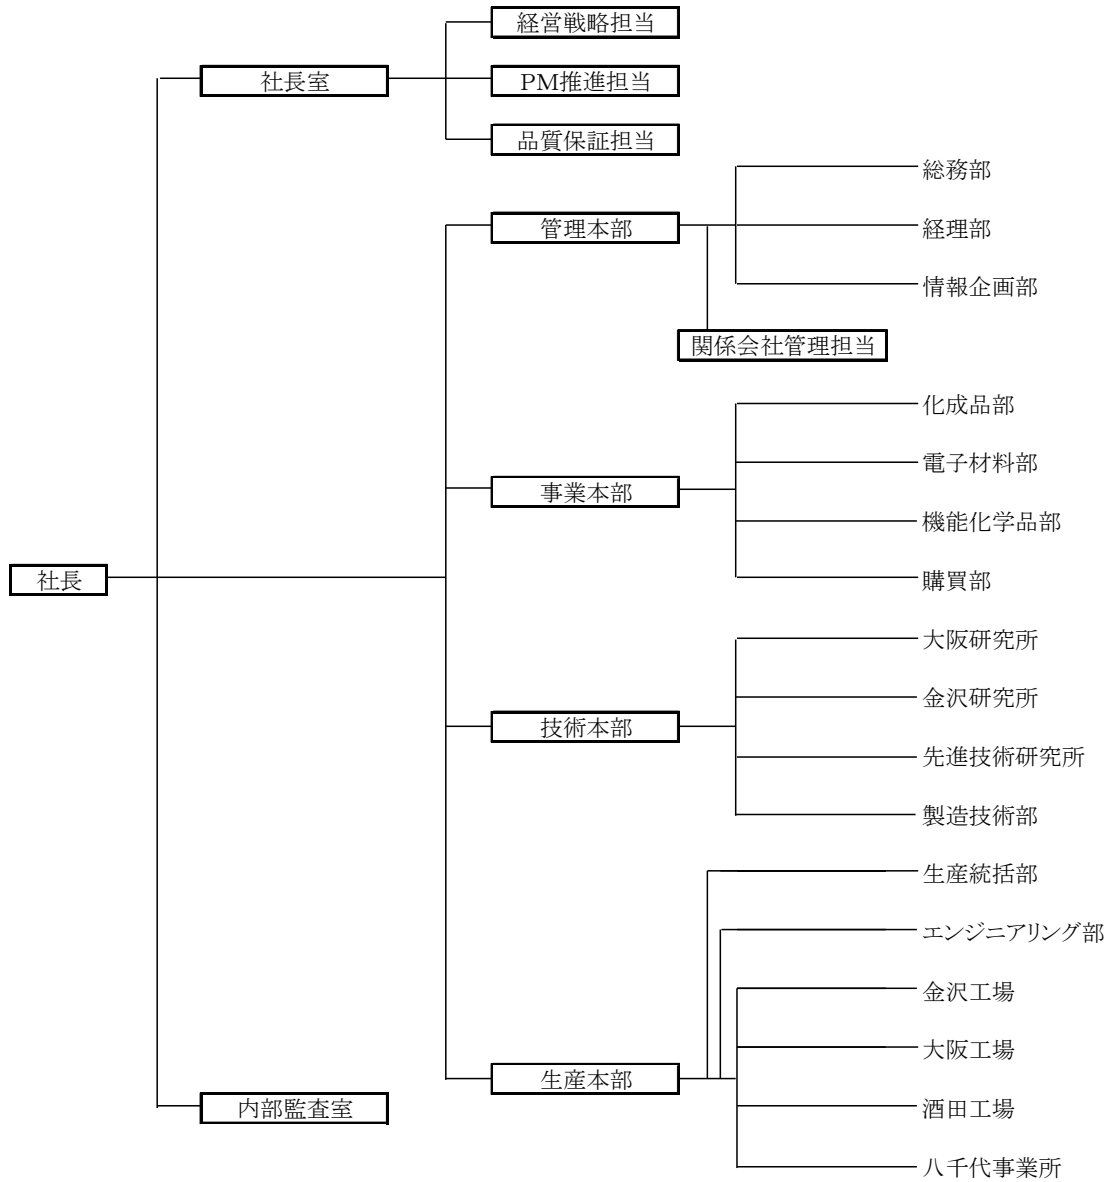 経営戦略担当
社長室
PM推進担当
品質保証担当
総務部
管理本部
経理部
情報企画部
関係会社管理担当
化成品部
電子材料部
事業本部
機能化学品部
社長
購買部
大阪研究所
金沢研究所
技術本部
先進技術研究所
製造技術部
生産統括部
エンジニアリング部
金沢工場
大阪工場
生産本部
内部監査室
酒田工場
八千代事業所